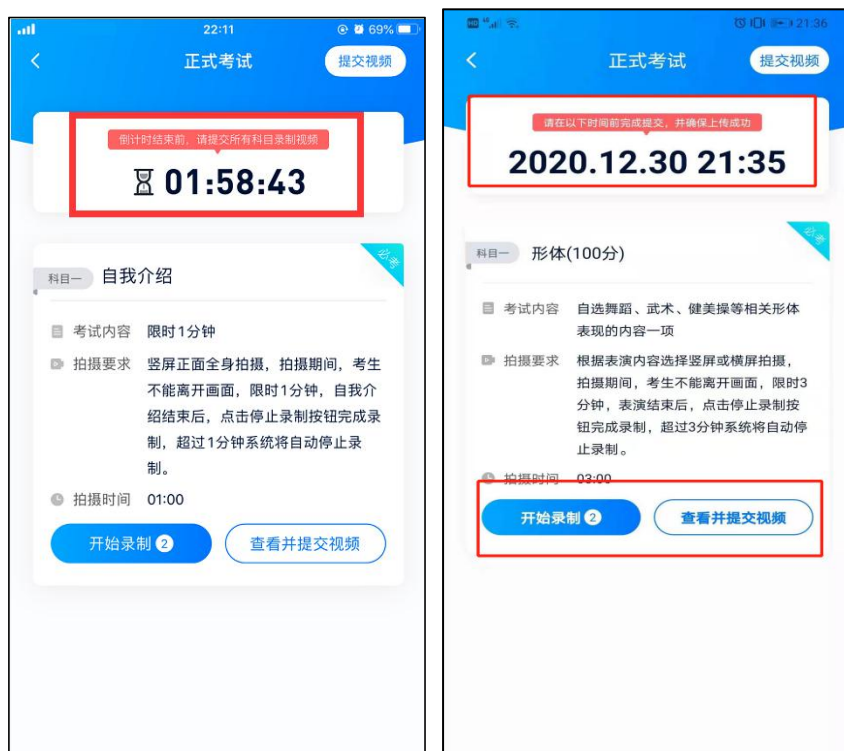 22:11
69%
正式考试
提交视频
倒计时结束前，请提交所有科目录制视频
01:58:43
必考
科目一 自我介绍
考试内容 限时1分钟
拍摄要求 竖屏正面全身拍摄，拍摄期间，考生
不能离开画面，限时1分钟，自我介
绍结束后，点击停止录制按钮完成录
制，超过1分钟系统将自动停止录
制。
拍摄时间 01:00
开始录制 2
查看并提交视频
HD
21:36
正式考试
提交视频
请在以下时间前完成提交，并确保上传成功
2020.12.30 21:35
必考
科目一 形体(100分)
考试内容 自选舞蹈、武术、健美操等相关形体
表现的内容一项
拍摄要求 根据表演内容选择竖屏或横屏拍摄，
拍摄期间，考生不能离开画面，限时3
分钟，表演结束后，点击停止录制按
钮完成录制，超过3分钟系统将自动停
止录制。
拍摄时间 03:00
开始录制 2
查看并提交视频